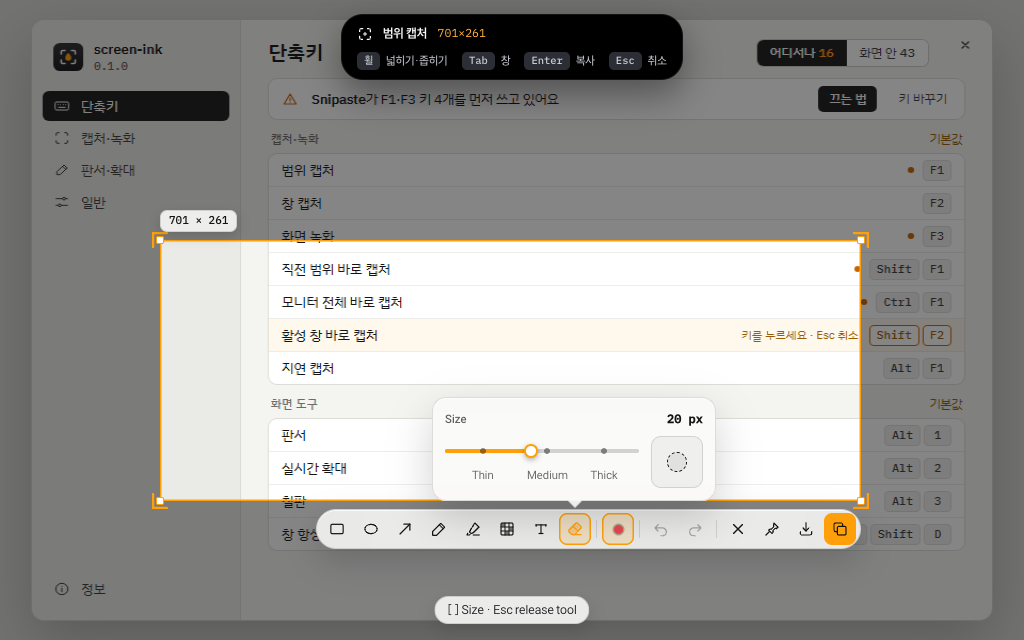 범위 캡처 701×261
휠 넓히기·좁히기 Tab 창 Enter 복사 Esc 취소
screen-ink
0.1.0
단축키
캡처·녹화
판서·확대
일반
정보
단축키
어디서나 16 화면 안 43
Snipaste가 F1·F3 키 4개를 먼저 쓰고 있어요 끄는 법 키 바꾸기
캡처·녹화 기본값
범위 캡처 F1
창 캡처 F2
701 × 261
화면 녹화 F3
직전 범위 바로 캡처 Shift F1
모니터 전체 바로 캡처 Ctrl F1
활성 창 바로 캡처 키를 누르세요 · Esc 취소 Shift F2
지연 캡처 Alt F1
화면 도구 기본값
판서 Alt 1
실시간 확대 Alt 2
칠판 Alt 3
창 항상 Shift D
Size 20 px
Thin Medium Thick
T
[ ] Size · Esc release tool